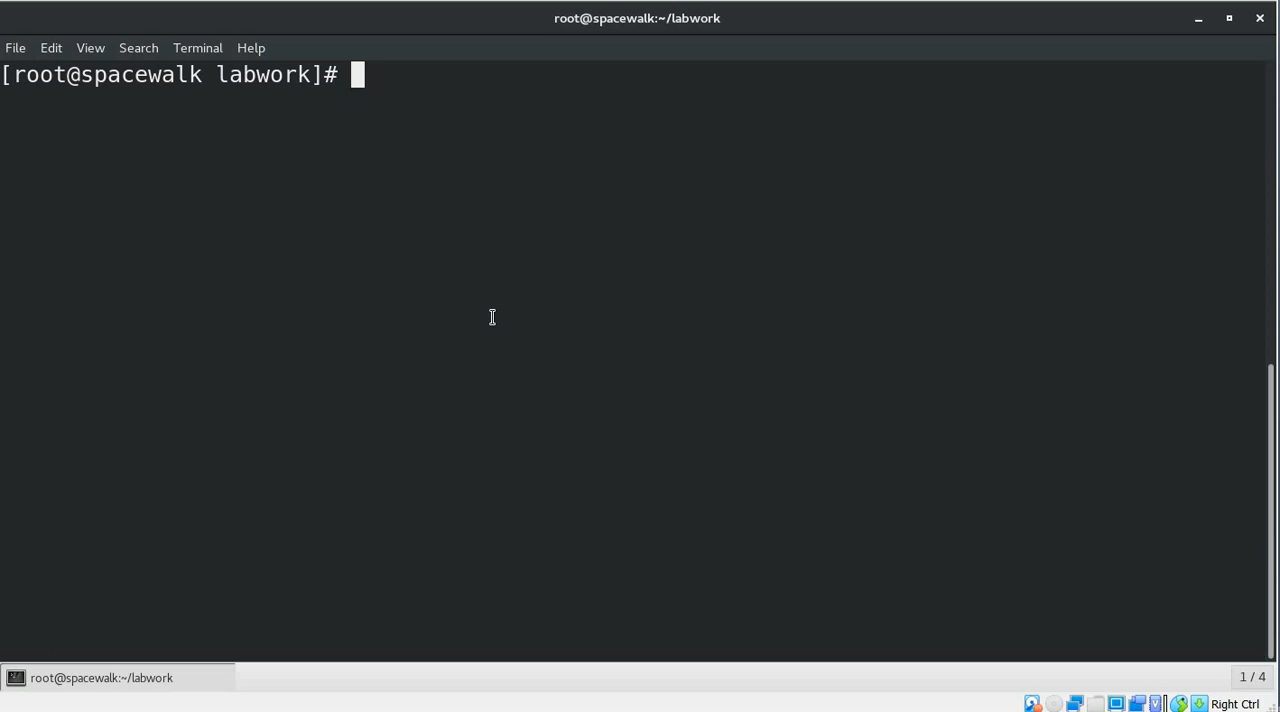 root@spacewalk:~/labwork
File Edit View Search Terminal Help
[root@spacewalk labwork]#
root@spacewalk:~/labwork
1 / 4
Right Ctrl